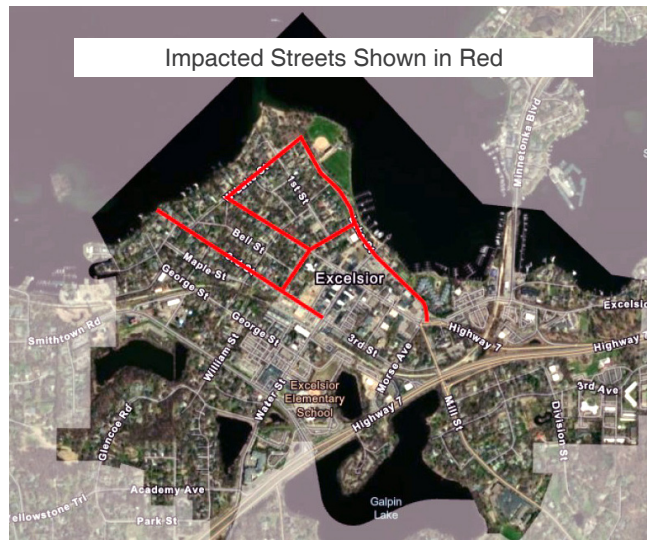 Impacted Streets Shown in Red
Minnetonka Blvd
1st St
Bell St
Maple St
George St
Excelsior
Smithtown Rd
William St
George St
3rd St
Highway 7
Highway 7
Morse Ave
Water St
Excelsior
Elementary
School
Highway 7
Mill St
3rd Ave
Division St
Glencoe Rd
Academy Ave
Park St
Galpin
Lake